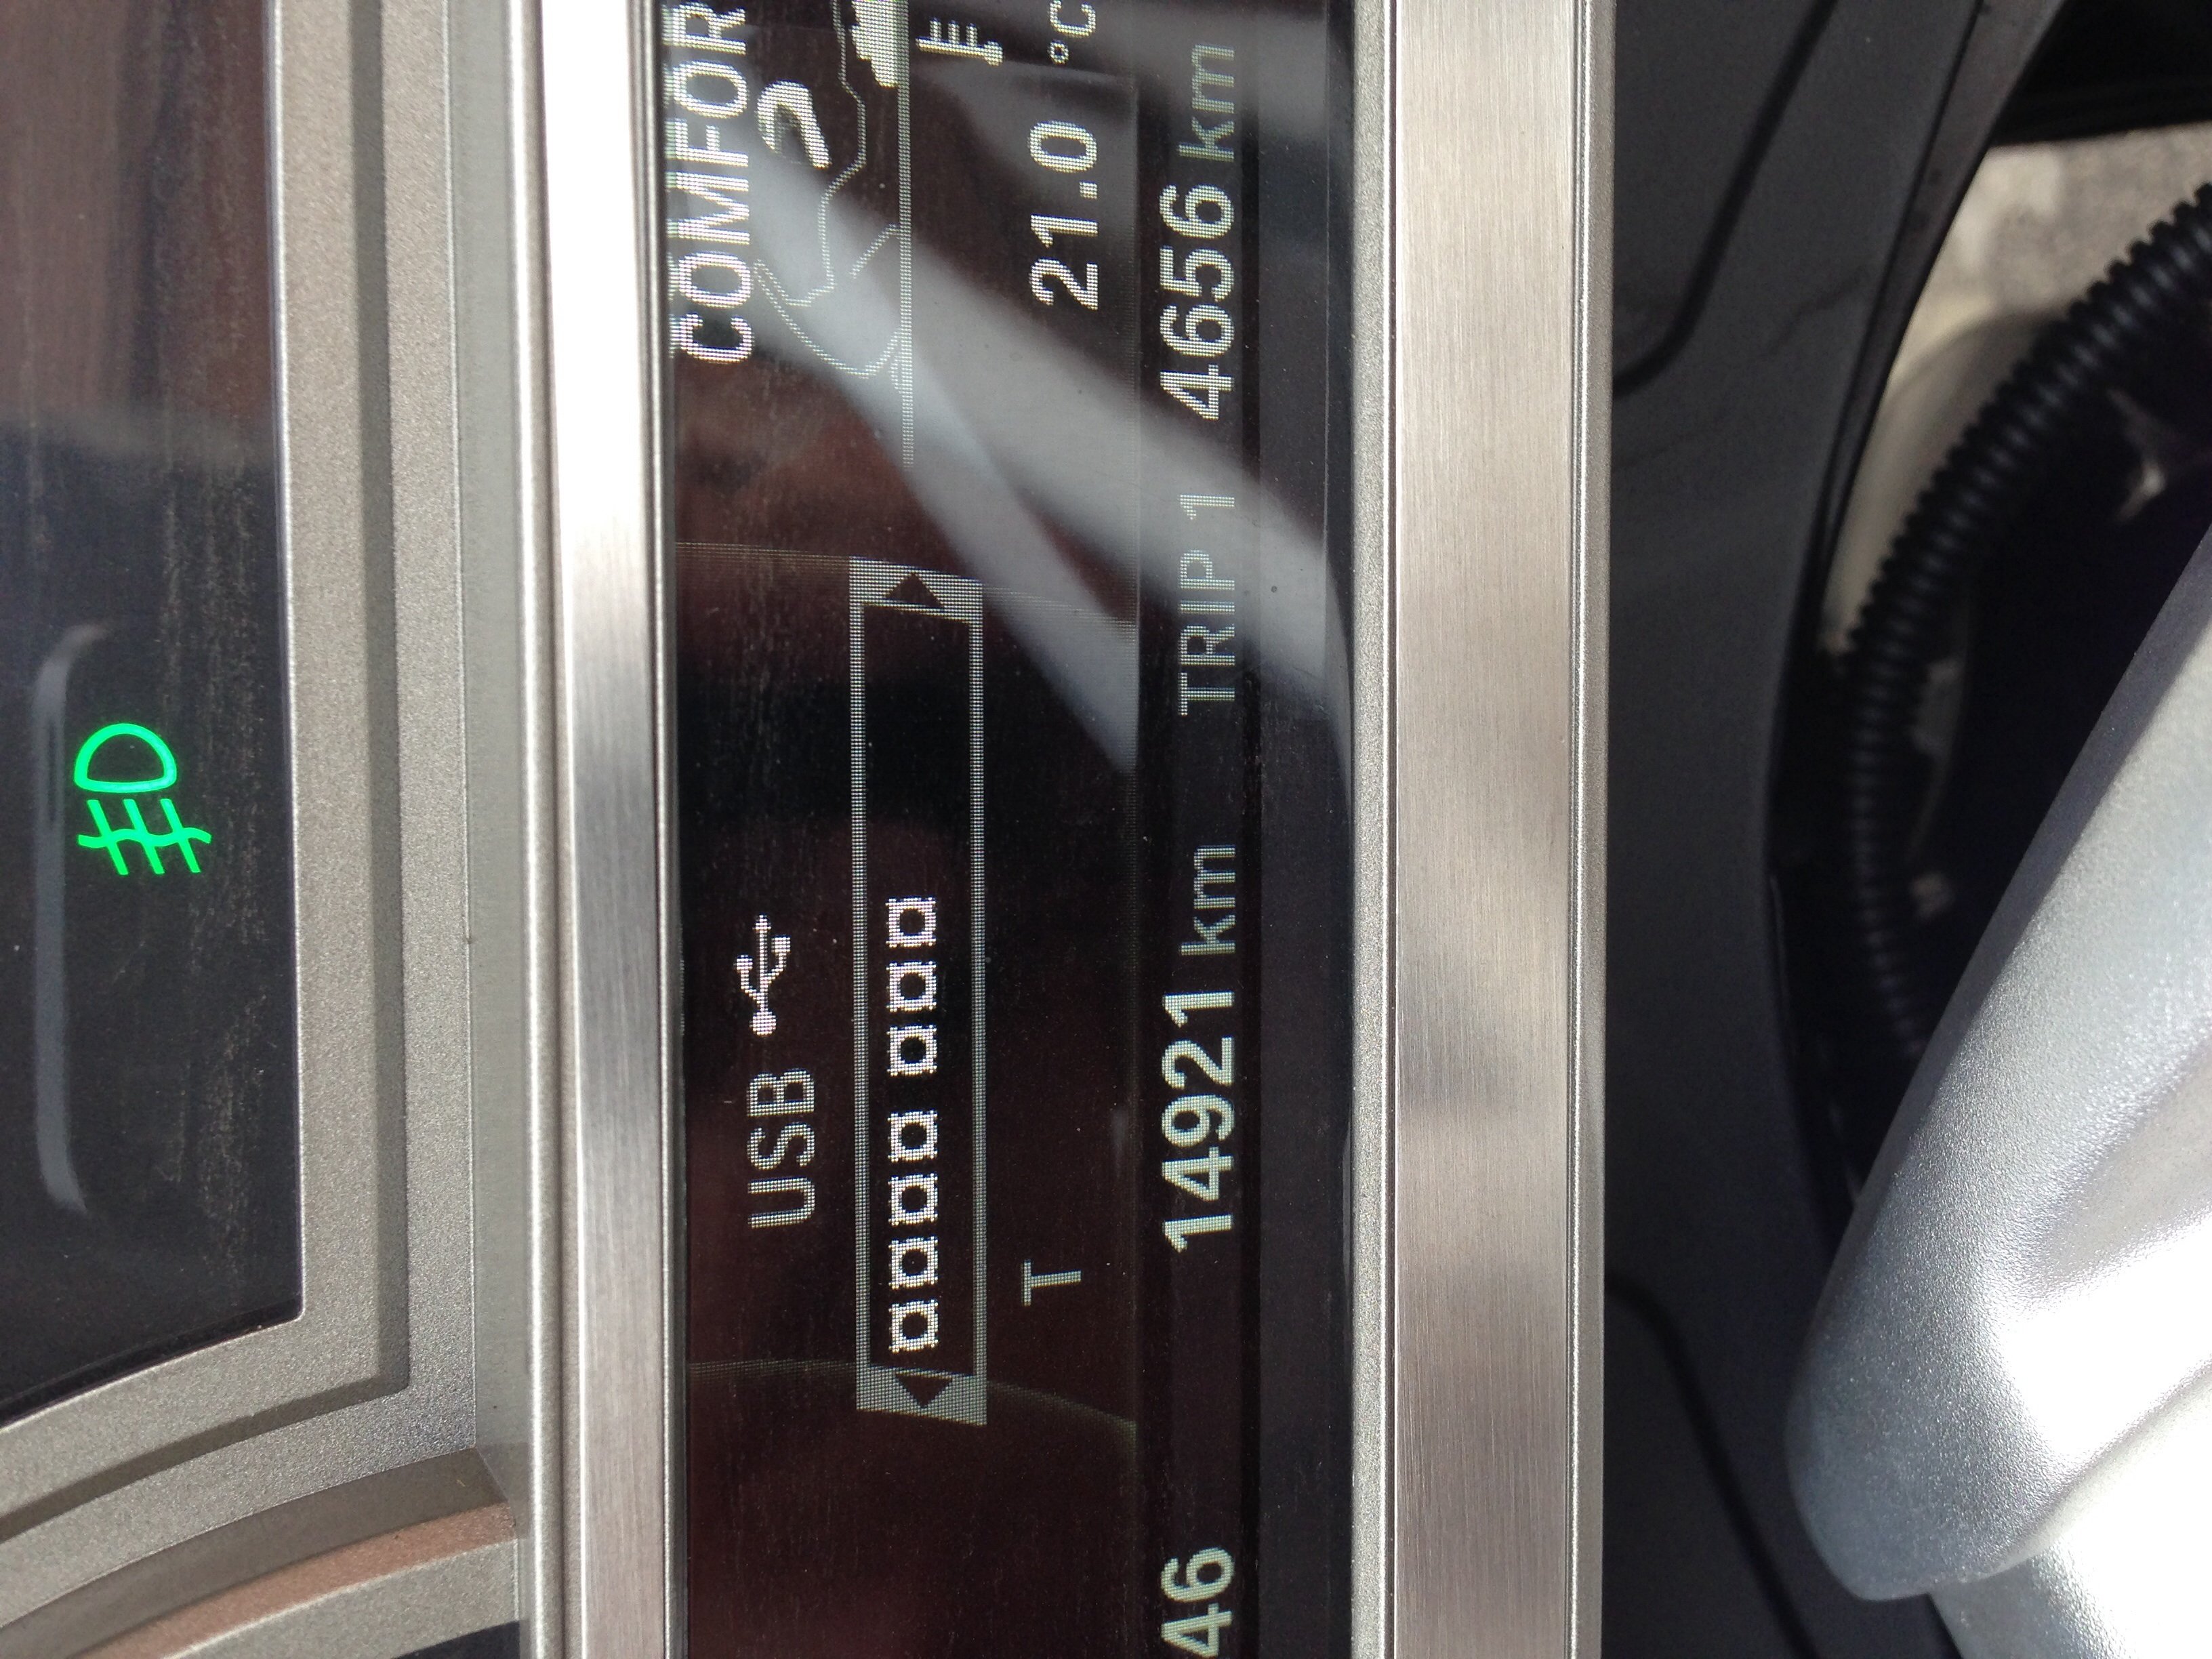 USB
¤¤¤¤ ¤¤¤
T
COMFOR
21.0 °C
46 14921 km TRIP 1 4656 km